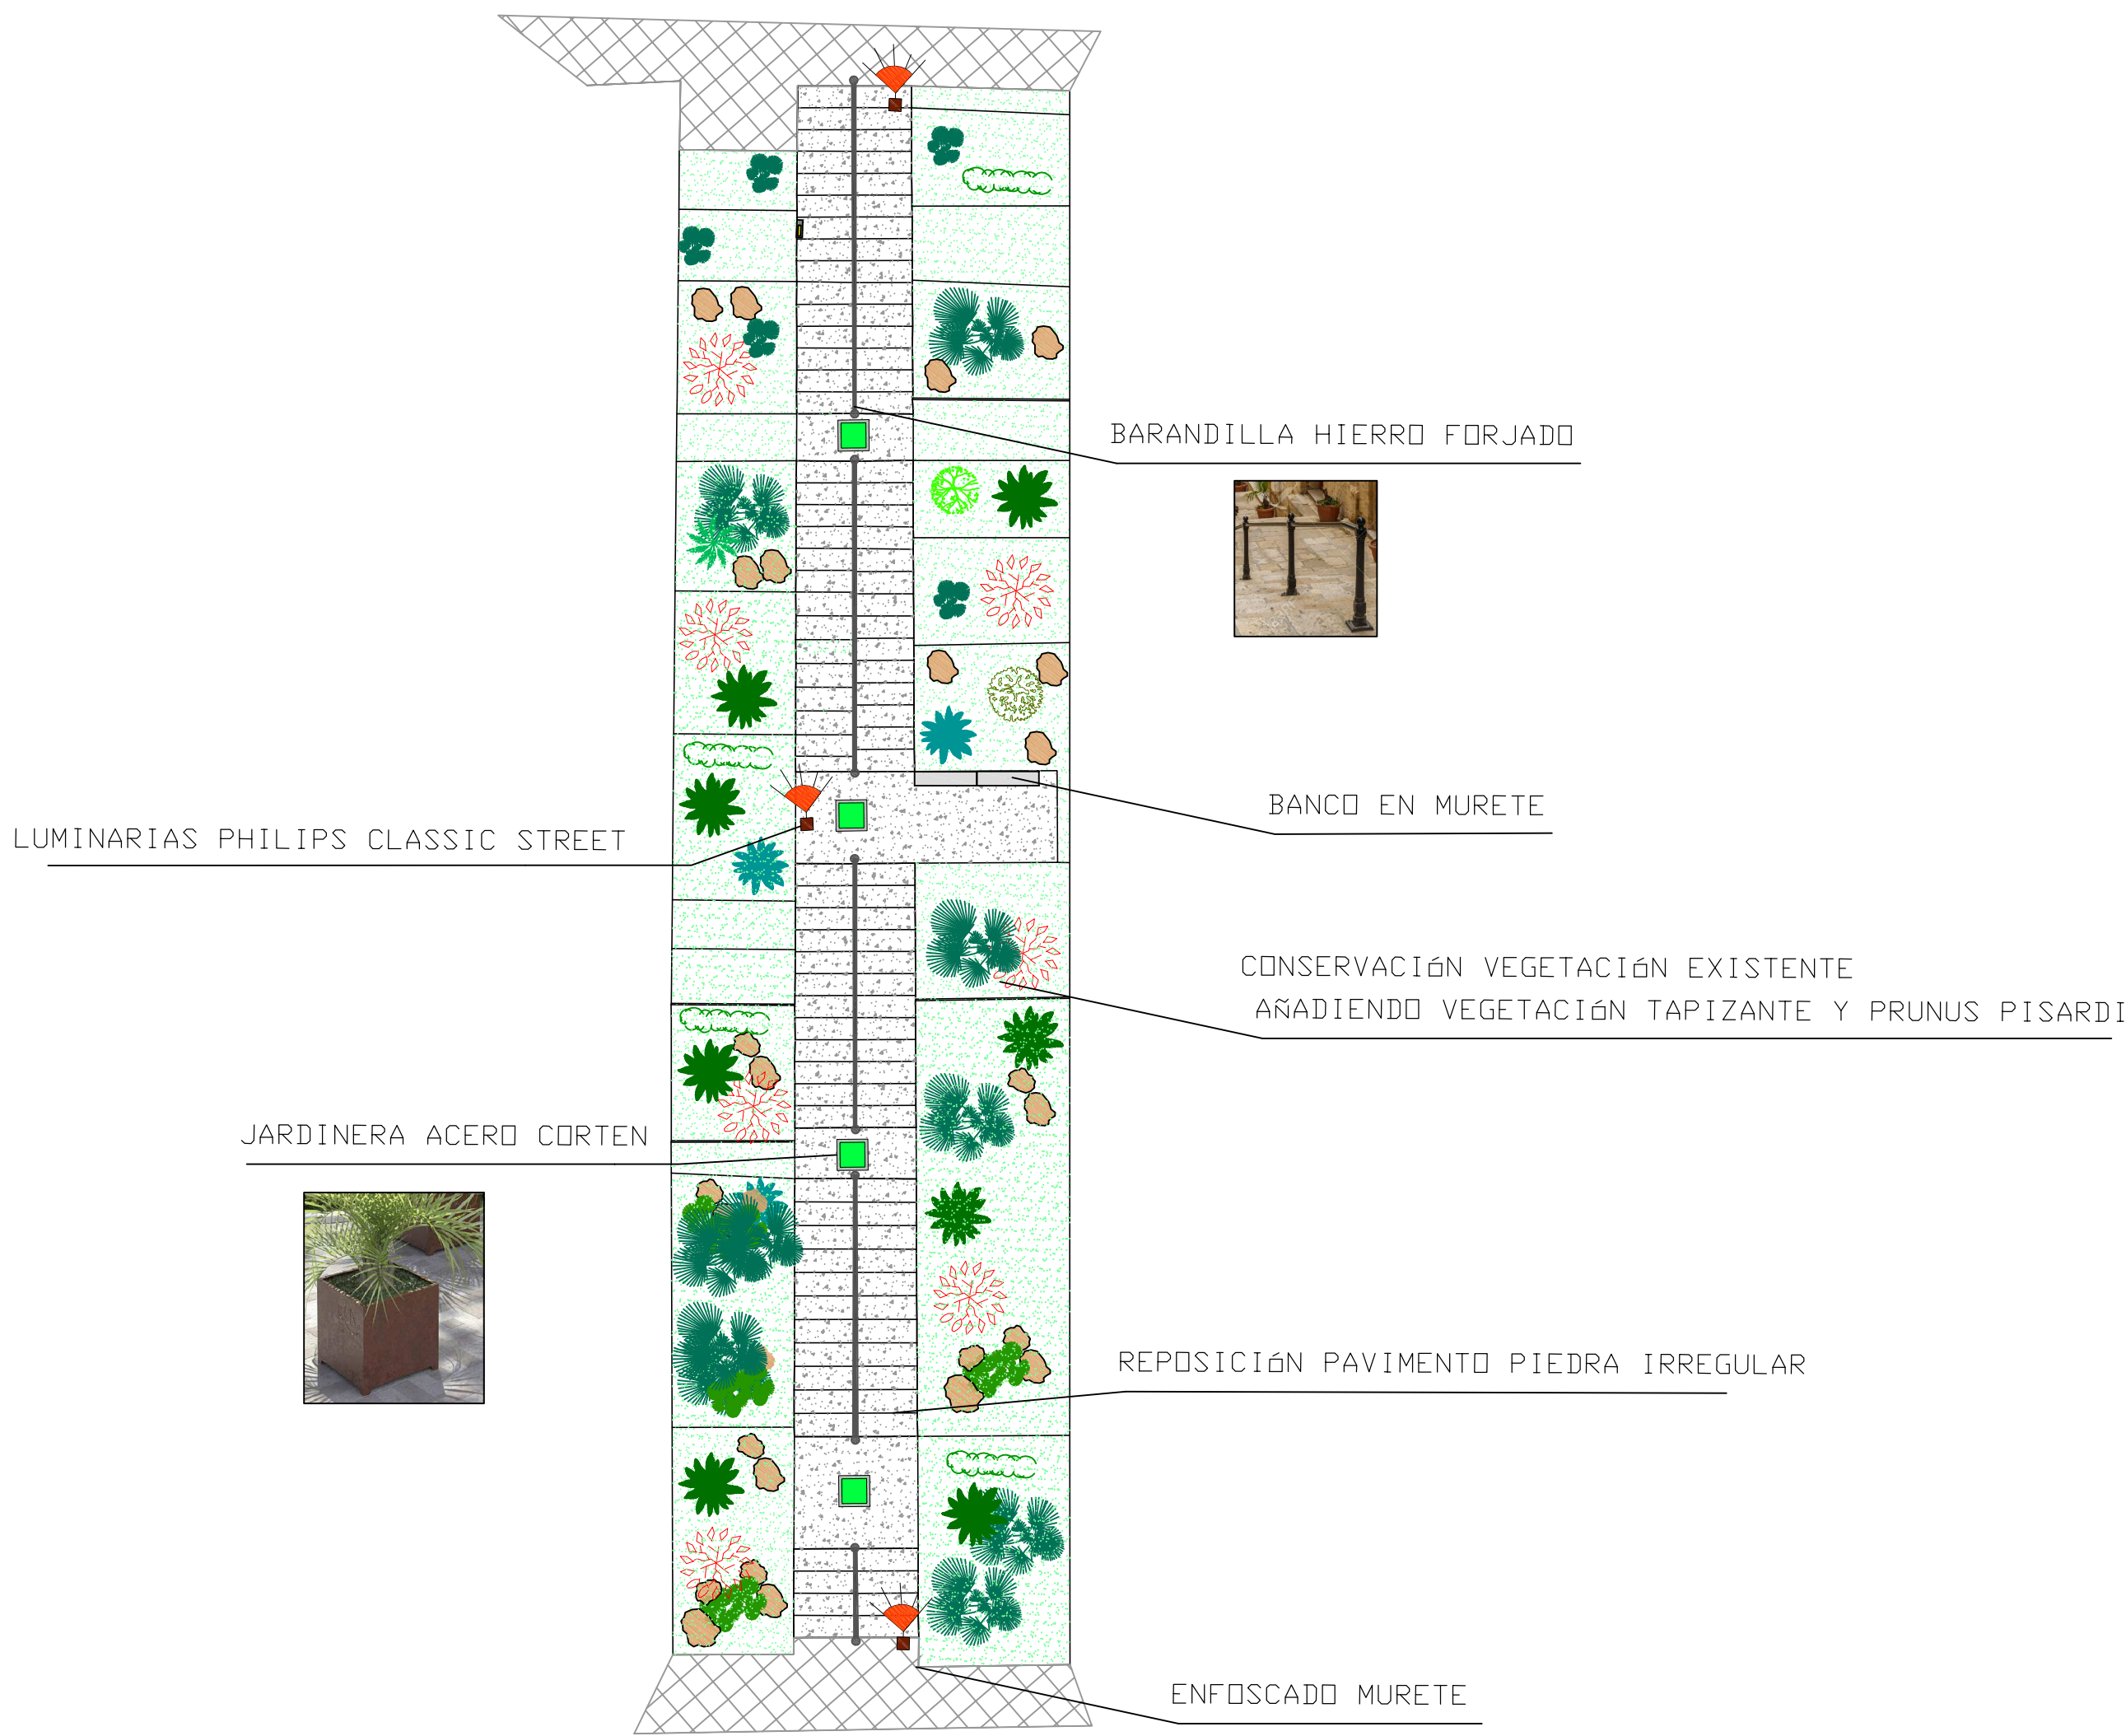 BARANDILLA HIERRO FORJADO
BANCO EN MURETE
LUMINARIAS PHILIPS CLASSIC STREET
CONSERVACIóN VEGETACIóN EXISTENTE
AÑADIENDO VEGETACIóN TAPIZANTE Y PRUNUS PISARDI
JARDINERA ACERO CORTEN
REPOSICIóN PAVIMENTO PIEDRA IRREGULAR
ENFOSCADO MURETE